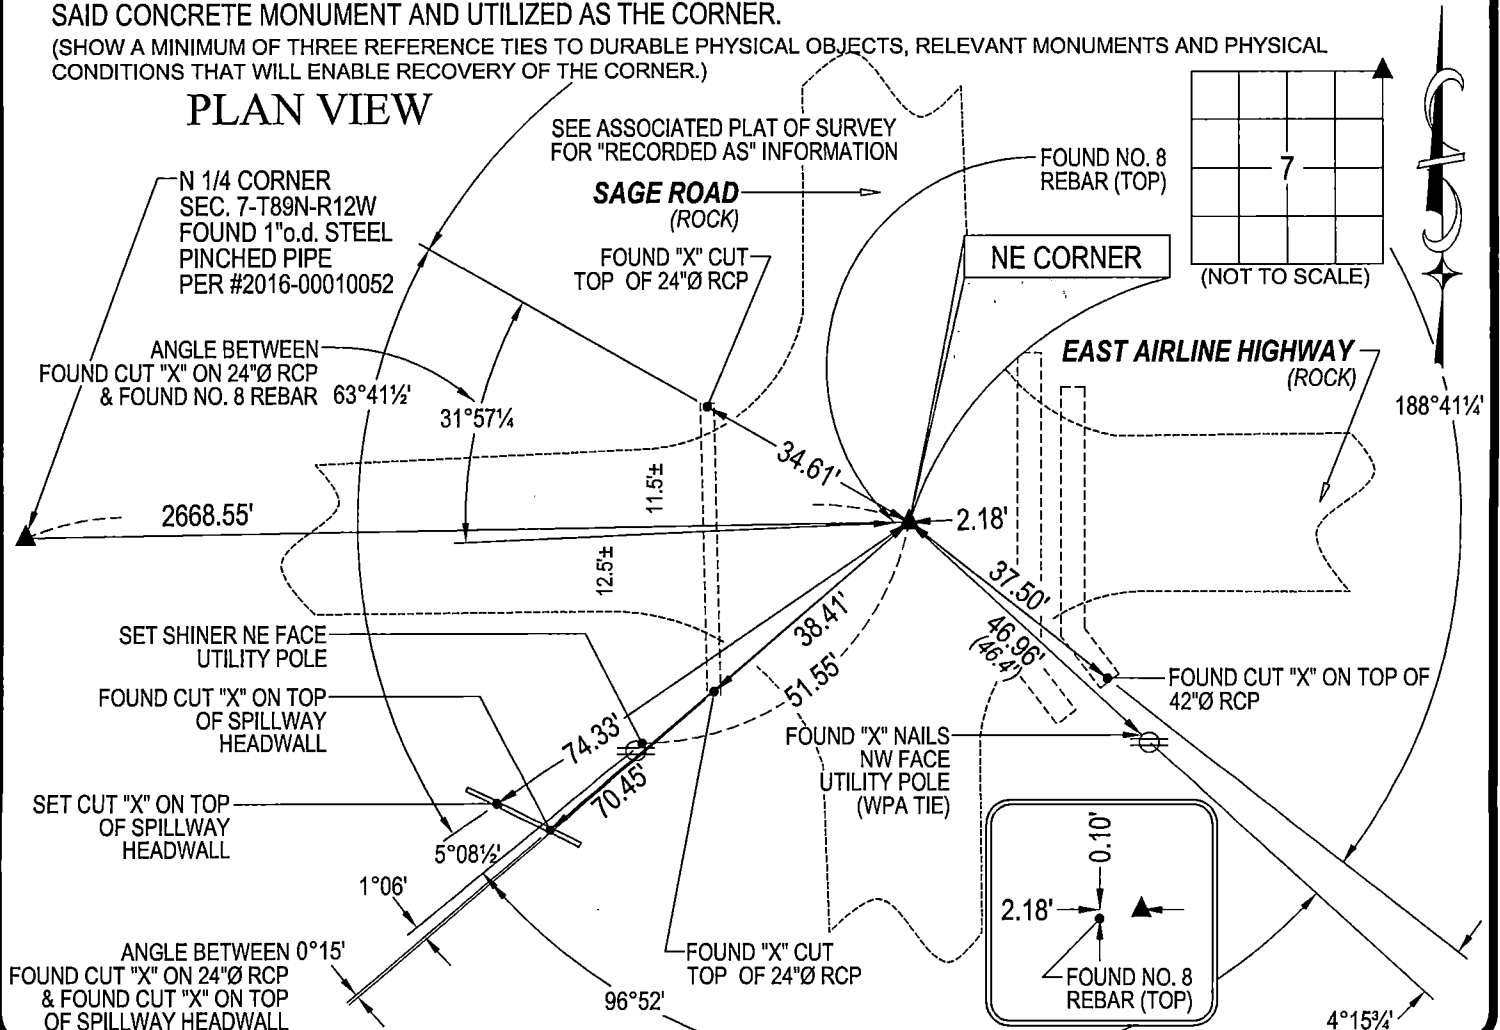 SAID CONCRETE MONUMENT AND UTILIZED AS THE CORNER.
(SHOW A MINIMUM OF THREE REFERENCE TIES TO DURABLE PHYSICAL OBJECTS, RELEVANT MONUMENTS AND PHYSICAL
CONDITIONS THAT WILL ENABLE RECOVERY OF THE CORNER.)
PLAN VIEW
SEE ASSOCIATED PLAT OF SURVEY
FOR "RECORDED AS" INFORMATION
SAGE ROAD
(ROCK)
FOUND NO. 8
REBAR (TOP)
7
(NOT TO SCALE)
N 1/4 CORNER
SEC. 7-T89N-R12W
FOUND 1"o.d. STEEL
PINCHED PIPE
PER #2016-00010052
FOUND "X" CUT
TOP OF 24"Ø RCP
NE CORNER
EAST AIRLINE HIGHWAY
(ROCK)
ANGLE BETWEEN
FOUND CUT "X" ON 24"Ø RCP
& FOUND NO. 8 REBAR
63°41½'
31°57¼
188°41¼'
34.61'
11.5'±
2668.55'
2.18'
12.5'±
37.50'
38.41'
46.96'
(46.4')
51.55'
SET SHINER NE FACE
UTILITY POLE
FOUND CUT "X" ON TOP
OF SPILLWAY
HEADWALL
74.33'
70.45'
FOUND CUT "X" ON TOP OF
42"Ø RCP
FOUND "X" NAILS
NW FACE
UTILITY POLE
(WPA TIE)
SET CUT "X" ON TOP
OF SPILLWAY
HEADWALL
5°08½'
1°06'
0.10'
2.18'
FOUND NO. 8
REBAR (TOP)
ANGLE BETWEEN 0°15'
FOUND CUT "X" ON 24"Ø RCP
& FOUND CUT "X" ON TOP
OF SPILLWAY HEADWALL
FOUND "X" CUT
TOP OF 24"Ø RCP
96°52'
4°15¾'